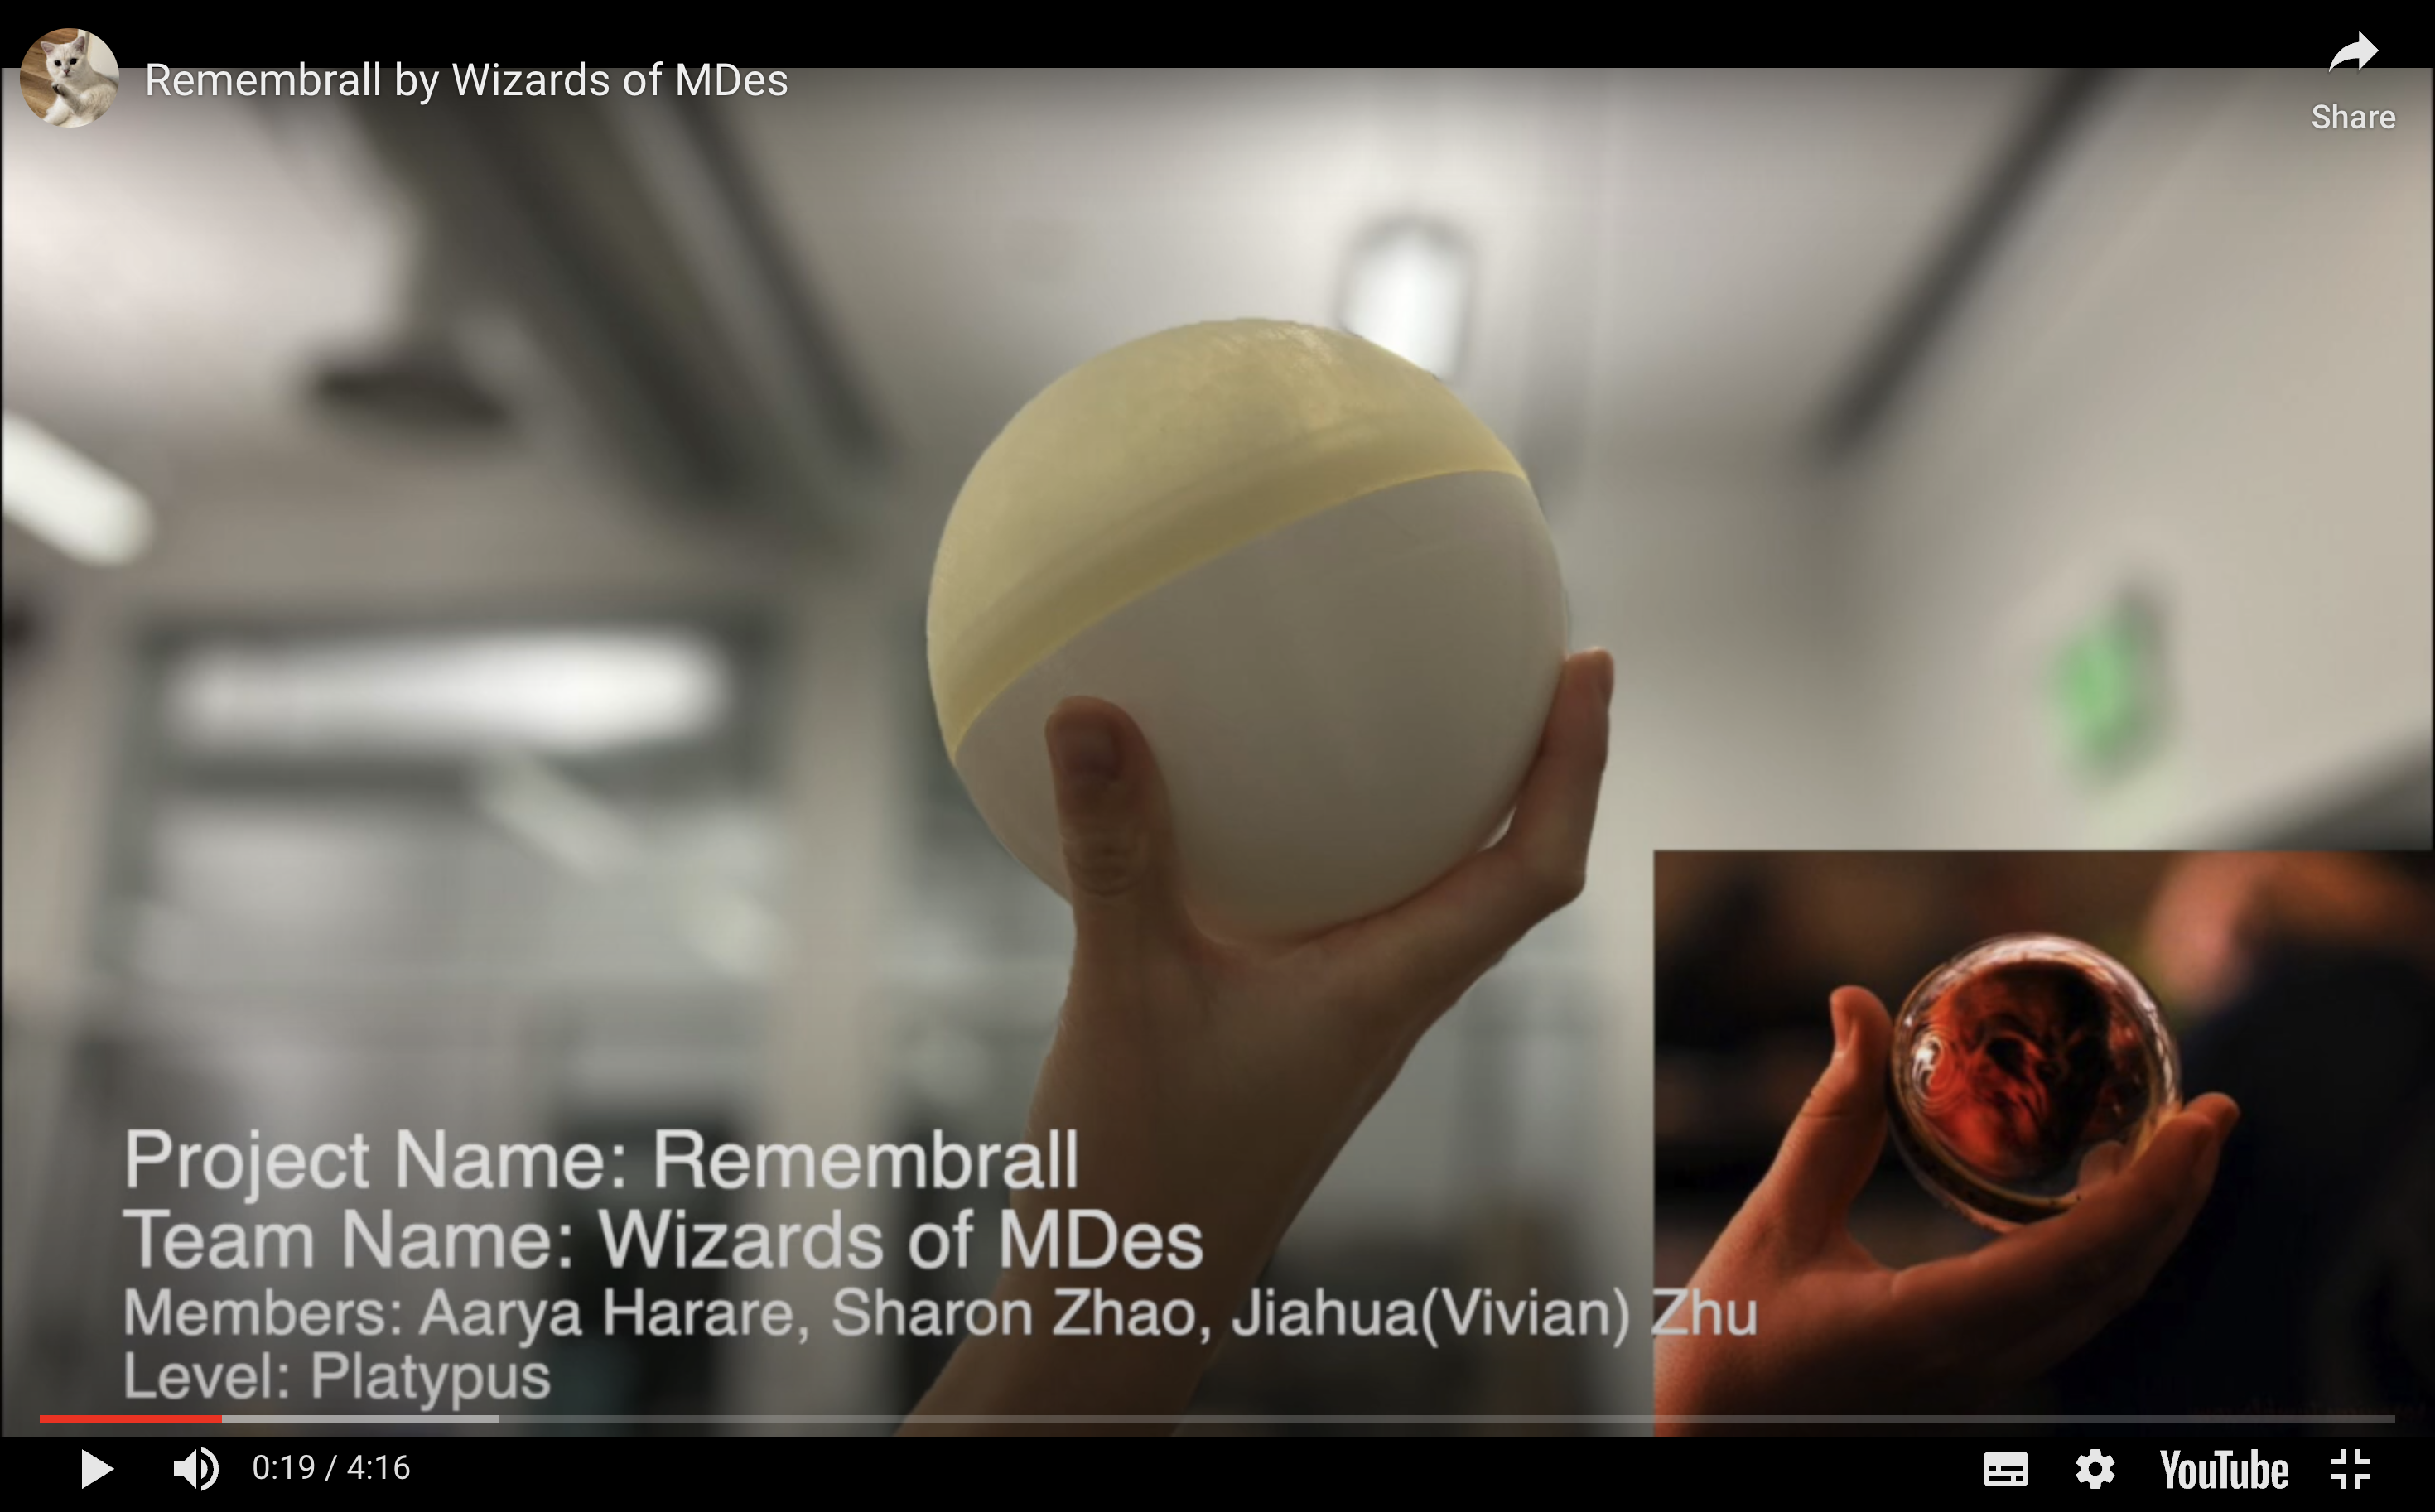 Remembrall by Wizards of MDes
Share
Project Name: Remembrall
Team Name: Wizards of MDes
Members: Aarya Harare, Sharon Zhao, Jiahua(Vivian) Zhu
Level: Platypus
0:19 / 4:16
YouTube